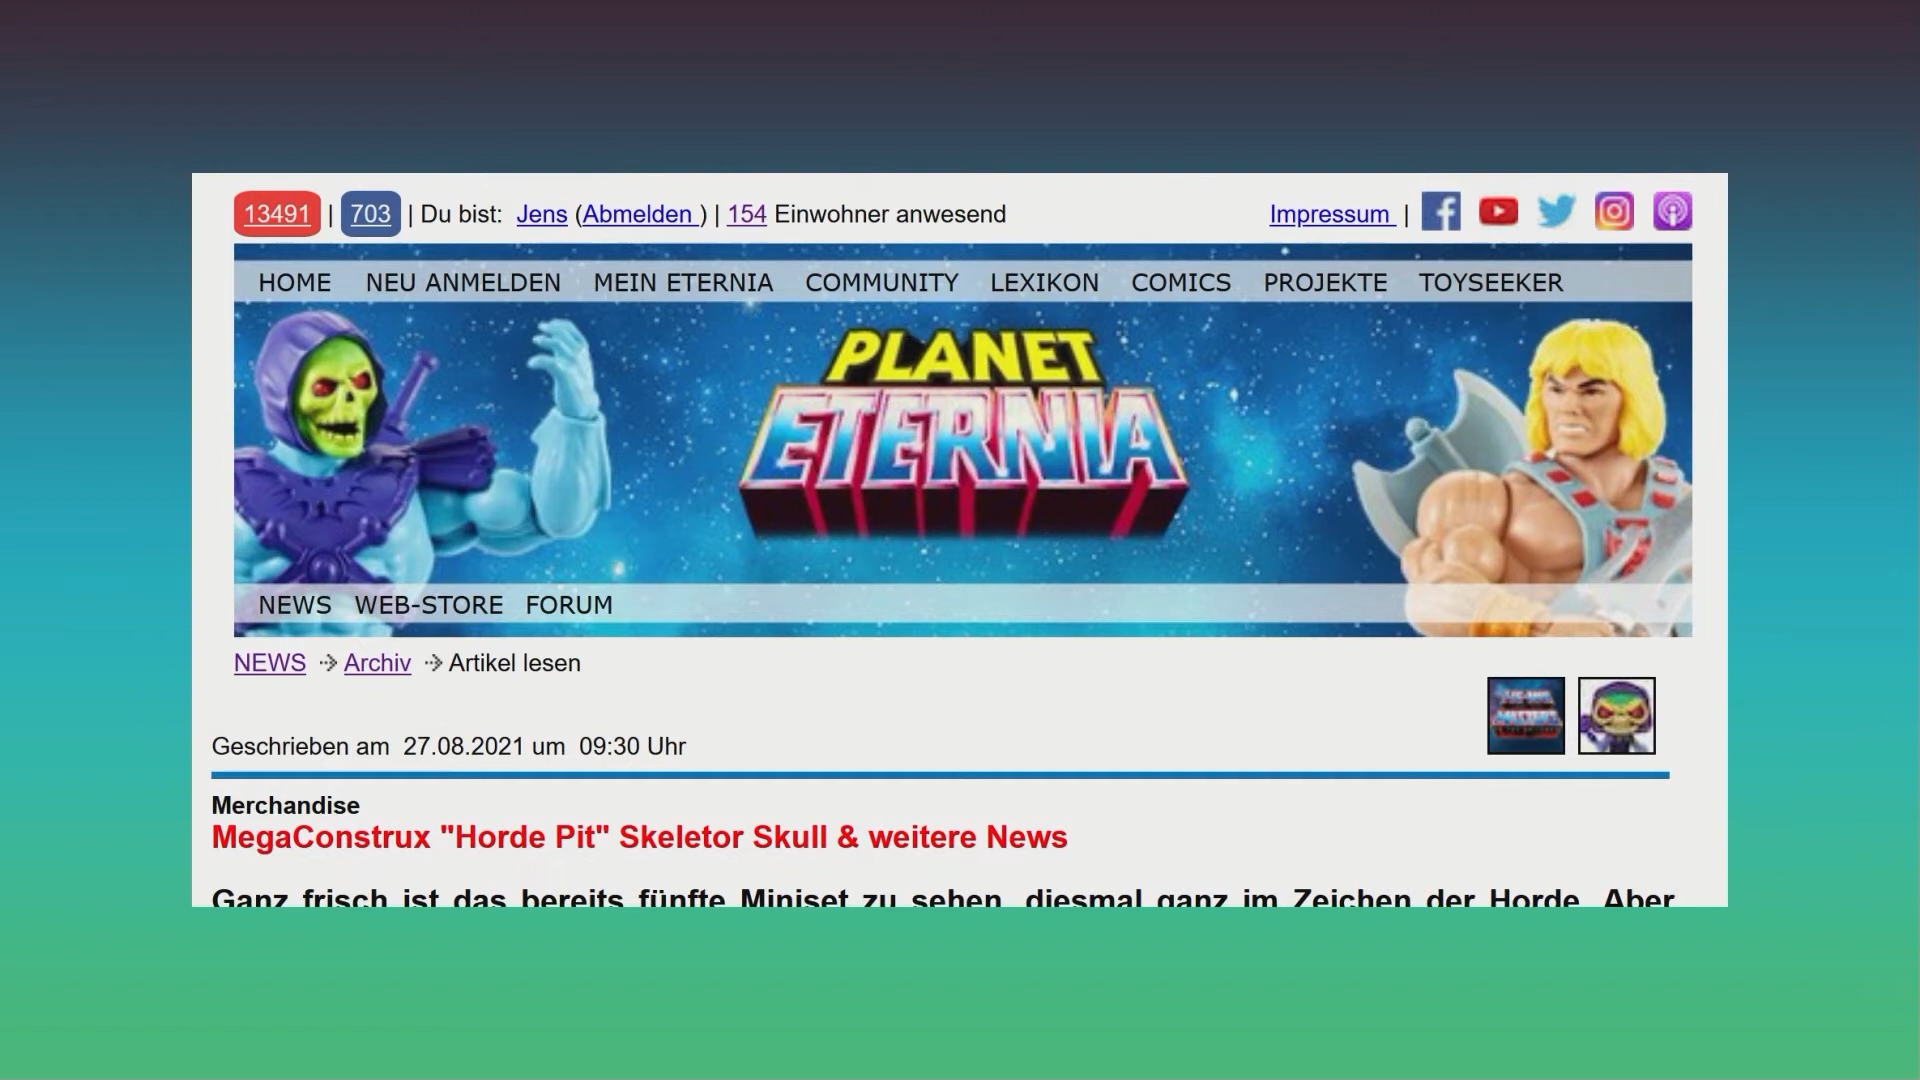 13491 | 703 | Du bist: Jens (Abmelden ) | 154 Einwohner anwesend Impressum |
HOME NEU ANMELDEN MEIN ETERNIA COMMUNITY LEXIKON COMICS PROJEKTE TOYSEEKER
PLANET
ETERNIA
NEWS WEB-STORE FORUM
NEWS Archiv Artikel lesen
Geschrieben am 27.08.2021 um 09:30 Uhr
Merchandise
MegaConstrux "Horde Pit" Skeletor Skull & weitere News
Ganz frisch ist das bereits fünfte Miniset zu sehen, diesmal ganz im Zeichen der Horde. Aber